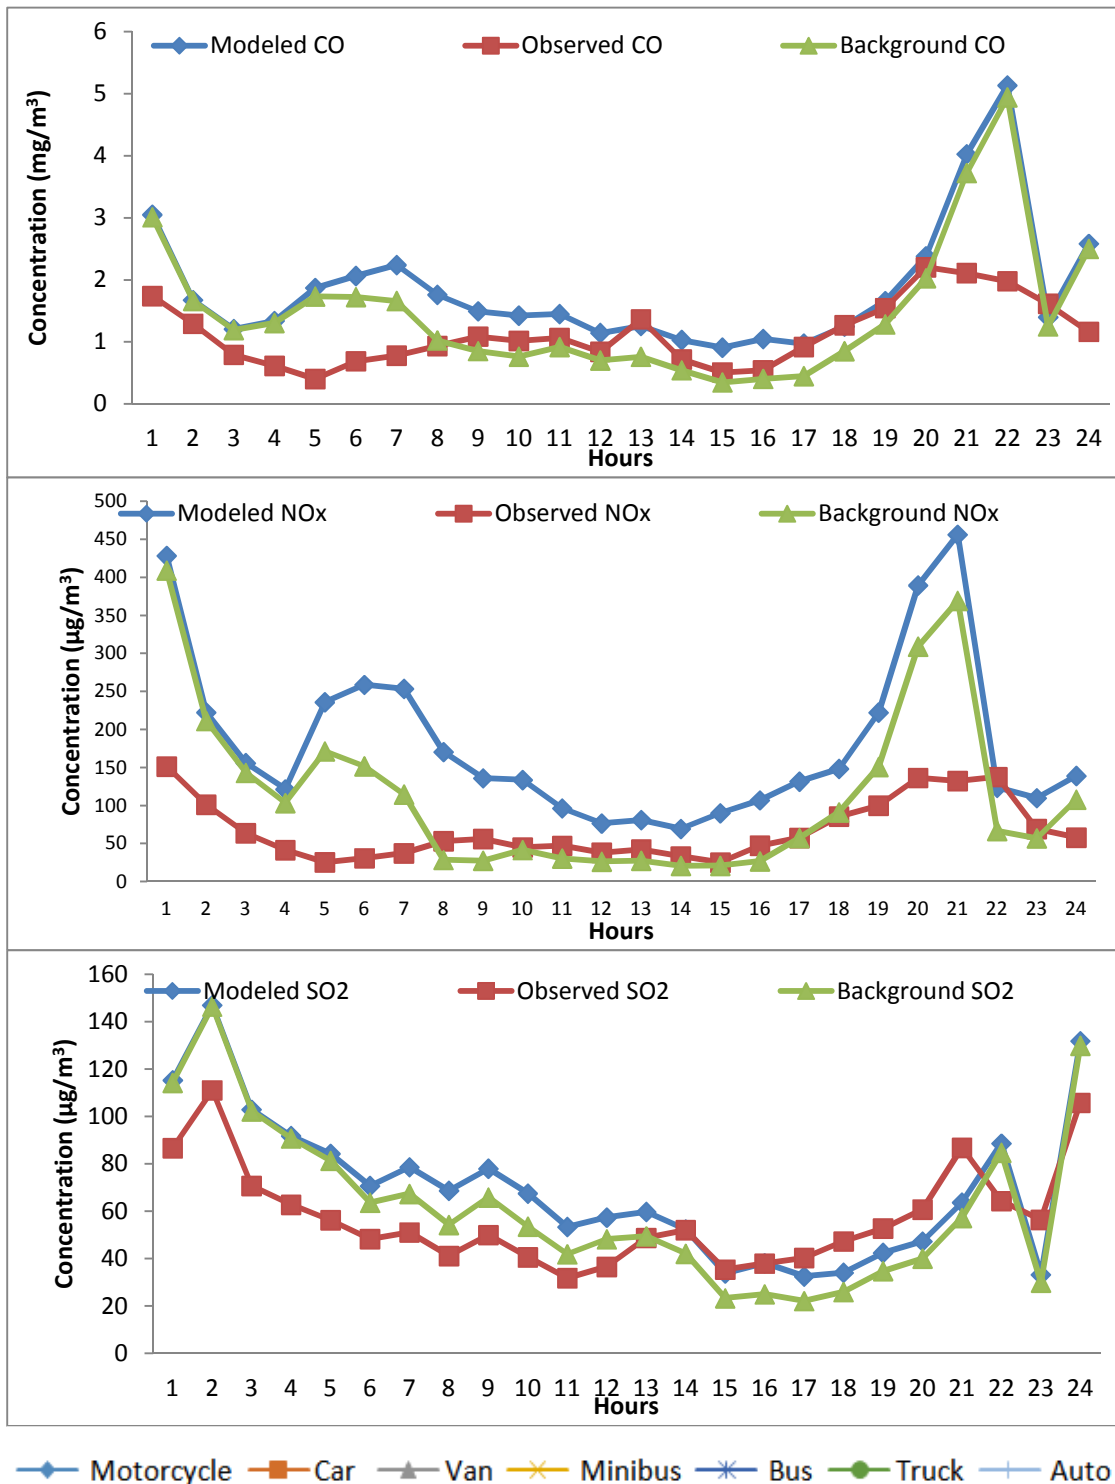 Modeled CO Observed CO Background CO
Concentration (mg/m³)
6
5
4
3
2
1
0
1 2 3 4 5 6 7 8 9 10 11 12 13 14 15 16 17 18 19 20 21 22 23 24
Hours
Modeled NOx Observed NOx Background NOx
Concentration (µg/m³)
500
450
400
350
300
250
200
150
100
50
0
1 2 3 4 5 6 7 8 9 10 11 12 13 14 15 16 17 18 19 20 21 22 23 24
Hours
Modeled SO2 Observed SO2 Background SO2
Concentration (µg/m³)
160
140
120
100
80
60
40
20
0
1 2 3 4 5 6 7 8 9 10 11 12 13 14 15 16 17 18 19 20 21 22 23 24
Hours
Motorcycle Car Van Minibus Bus Truck Auto